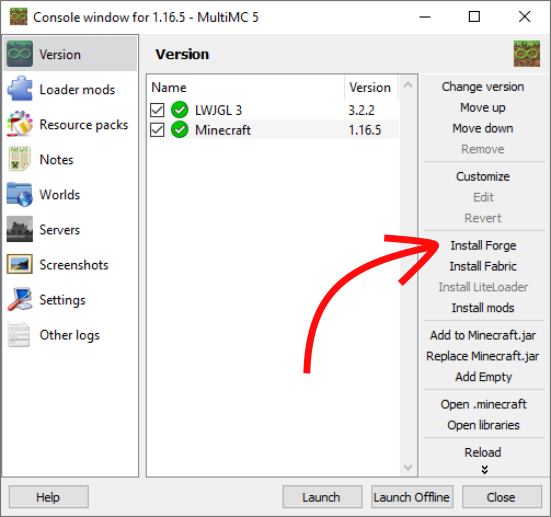 Console window for 1.16.5 - MultiMC 5
Version
Loader mods
Resource packs
Notes
Worlds
Servers
Screenshots
Settings
Other logs
Version
Name Version
LWJGL 3 3.2.2
Minecraft 1.16.5
Change version
Move up
Move down
Remove
Customize
Edit
Revert
Install Forge
Install Fabric
Install LiteLoader
Install mods
Add to Minecraft.jar
Replace Minecraft.jar
Add Empty
Open .minecraft
Open libraries
Reload
Help Launch Launch Offline Close